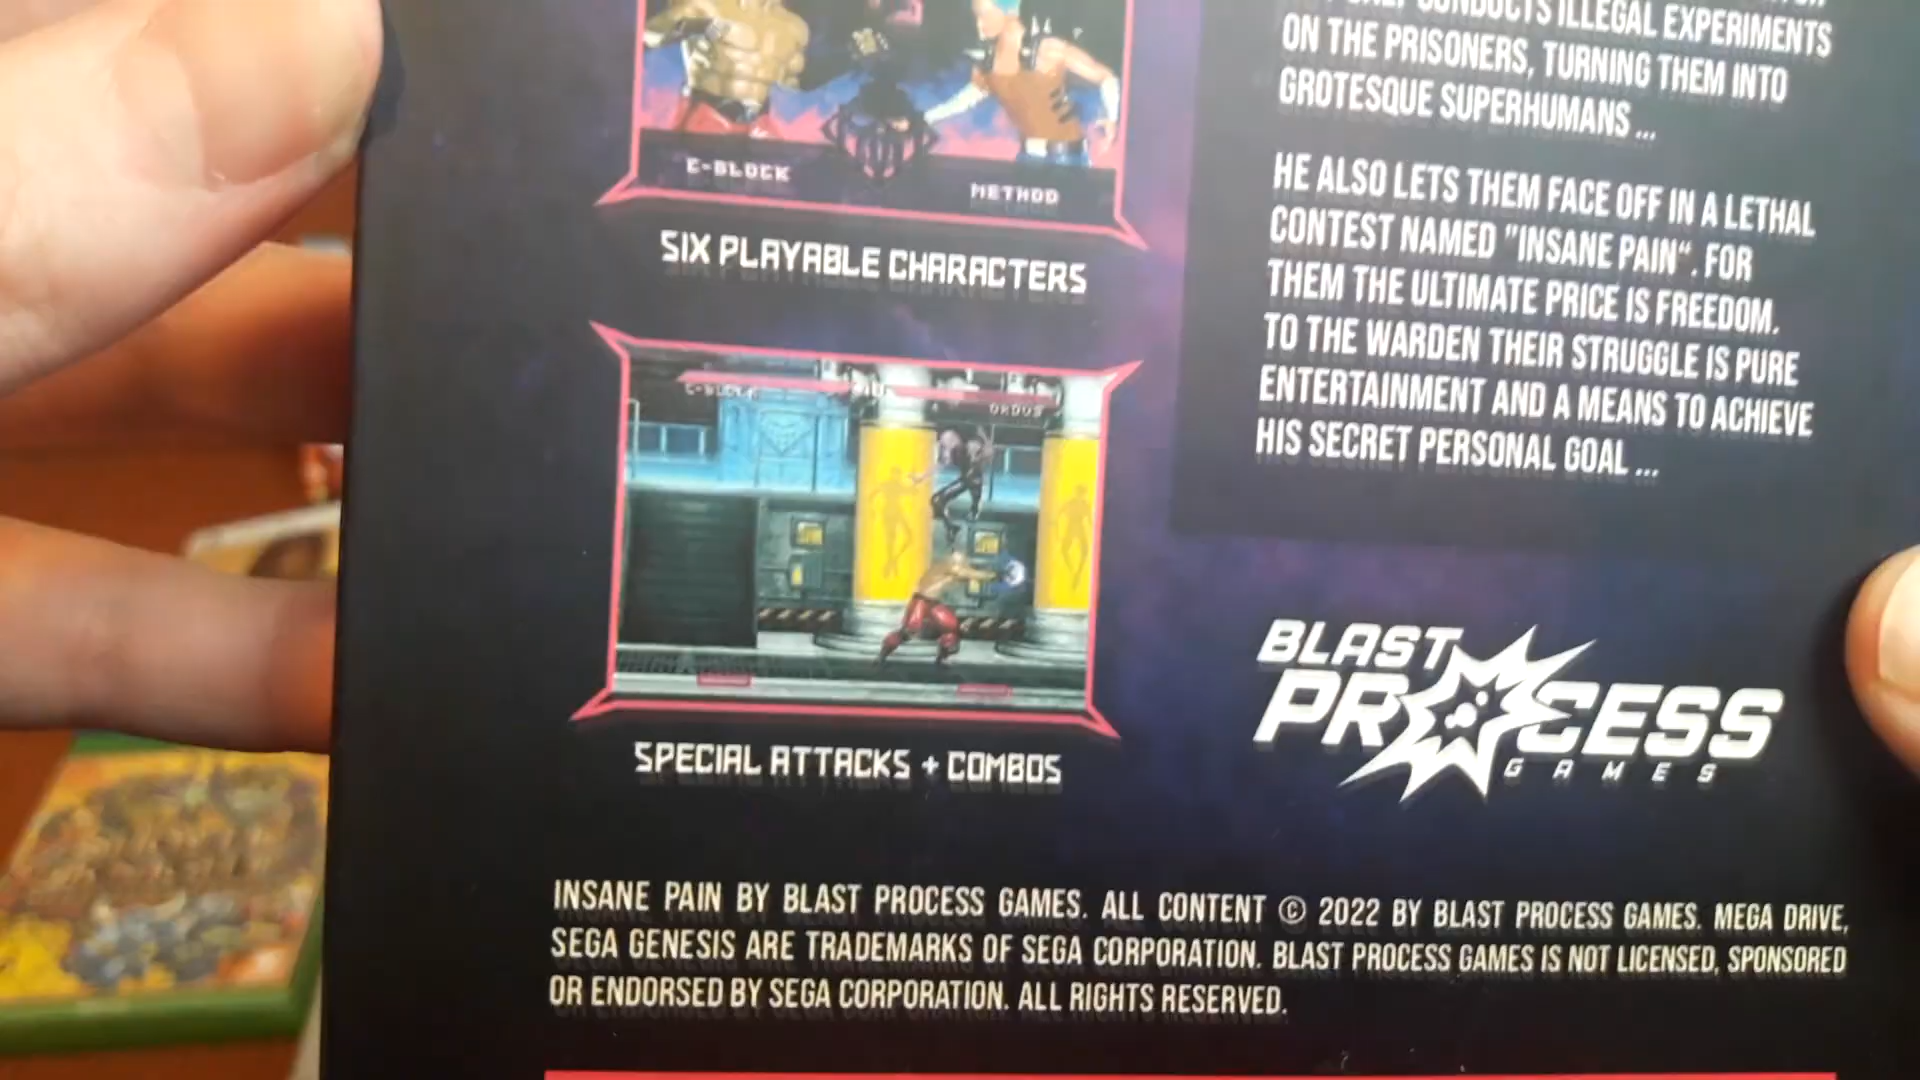 CONDUCTS ILLEGAL EXPERIMENTS
ON THE PRISONERS, TURNING THEM INTO
GROTESQUE SUPERHUMANS ...
HE ALSO LETS THEM FACE OFF IN A LETHAL
CONTEST NAMED "INSANE PAIN“. FOR
THEM THE ULTIMATE PRICE IS FREEDOM.
TO THE WARDEN THEIR STRUGGLE IS PURE
ENTERTAINMENT AND A MEANS TO ACHIEVE
HIS SECRET PERSONAL GOAL ...
C-BLOCK
METHOD
SIX PLAYABLE CHARACTERS
C-BLOCK
ORDUS
SPECIAL ATTACKS + COMBOS
BLAST
PROCESS
GAMES
INSANE PAIN BY BLAST PROCESS GAMES. ALL CONTENT © 2022 BY BLAST PROCESS GAMES. MEGA DRIVE,
SEGA GENESIS ARE TRADEMARKS OF SEGA CORPORATION. BLAST PROCESS GAMES IS NOT LICENSED, SPONSORED
OR ENDORSED BY SEGA CORPORATION. ALL RIGHTS RESERVED.